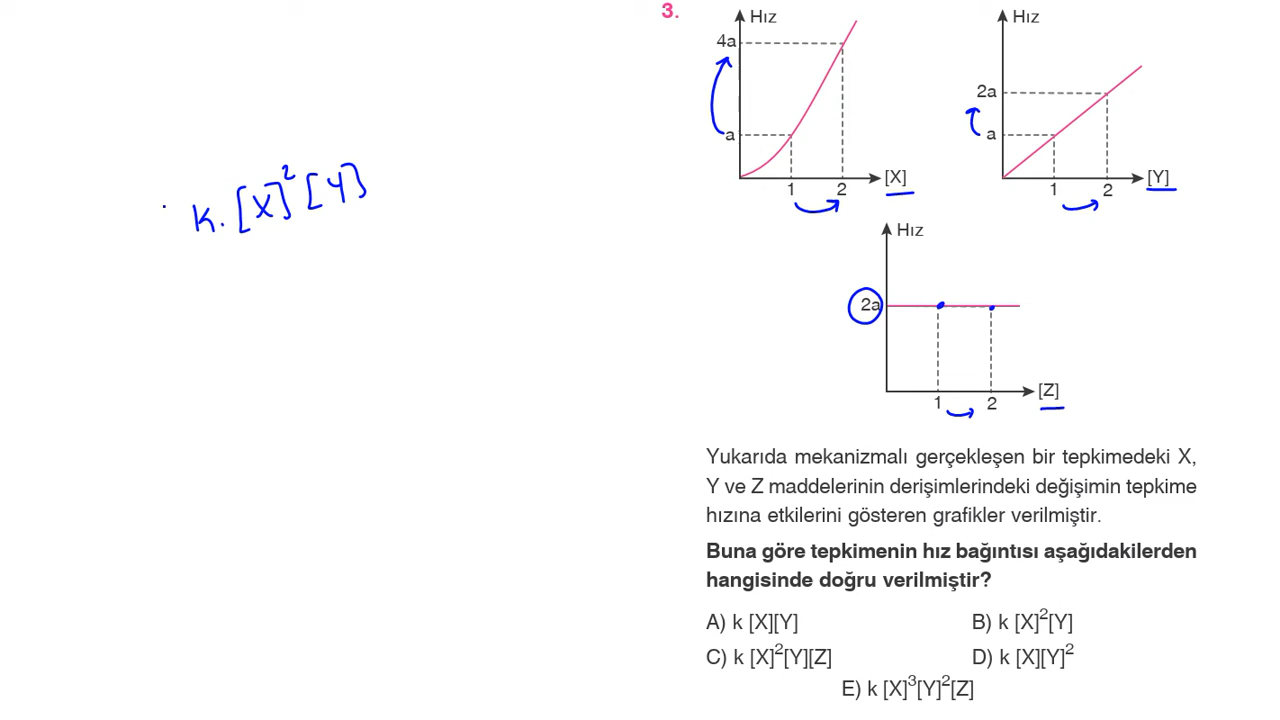 3.
Hız
4a
a
1 2
[X]
Hız
2a
a
1 2
[Y]
k. [X]² [Y]
Hız
2a
1 2
[Z]
Yukarıda mekanizmalı gerçekleşen bir tepkimedeki X,
Y ve Z maddelerinin derişimlerindeki değişimin tepkime
hızına etkilerini gösteren grafikler verilmiştir.
Buna göre tepkimenin hız bağıntısı aşağıdakilerden
hangisinde doğru verilmiştir?
A) k [X][Y] B) k [X]²[Y]
C) k [X]²[Y][Z] D) k [X][Y]²
E) k [X]³[Y]²[Z]